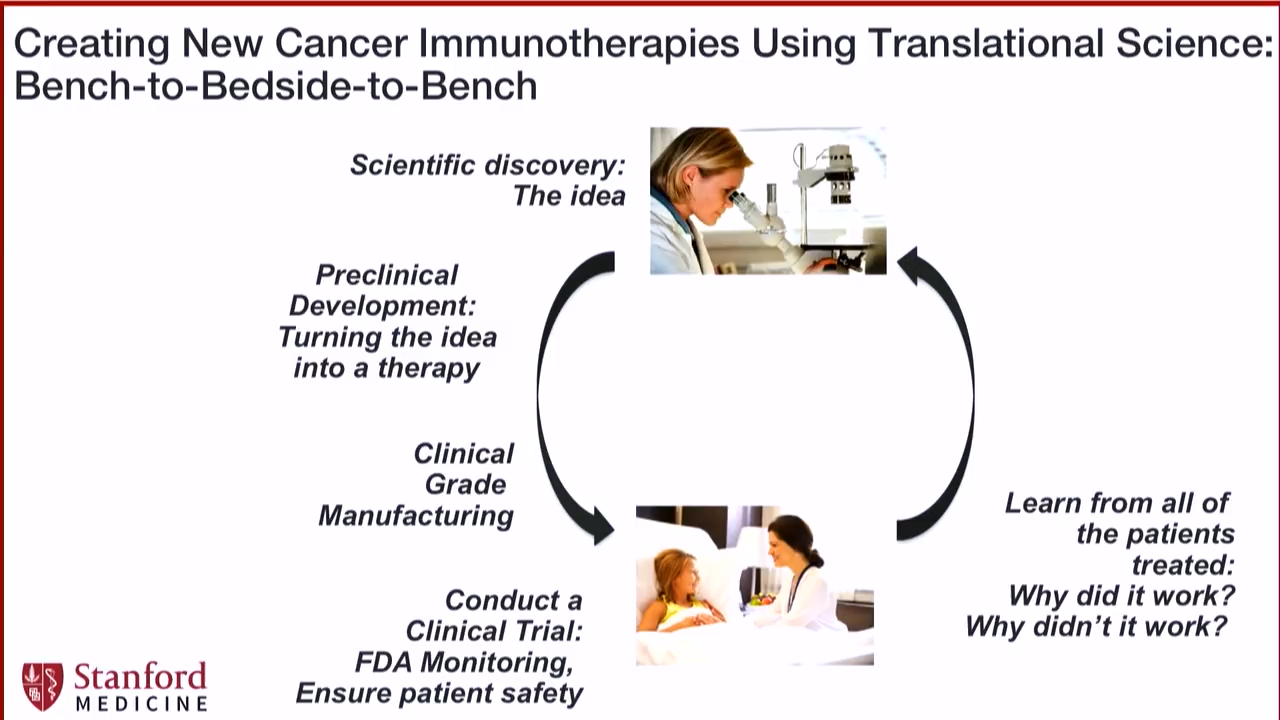 Creating New Cancer Immunotherapies Using Translational Science:
Bench-to-Bedside-to-Bench
Scientific discovery:
The idea
Preclinical
Development:
Turning the idea
into a therapy
Clinical
Grade
Manufacturing
Conduct a
Clinical Trial:
FDA Monitoring,
Ensure patient safety
Learn from all of
the patients
treated:
Why did it work?
Why didn't it work?
Stanford
MEDICINE